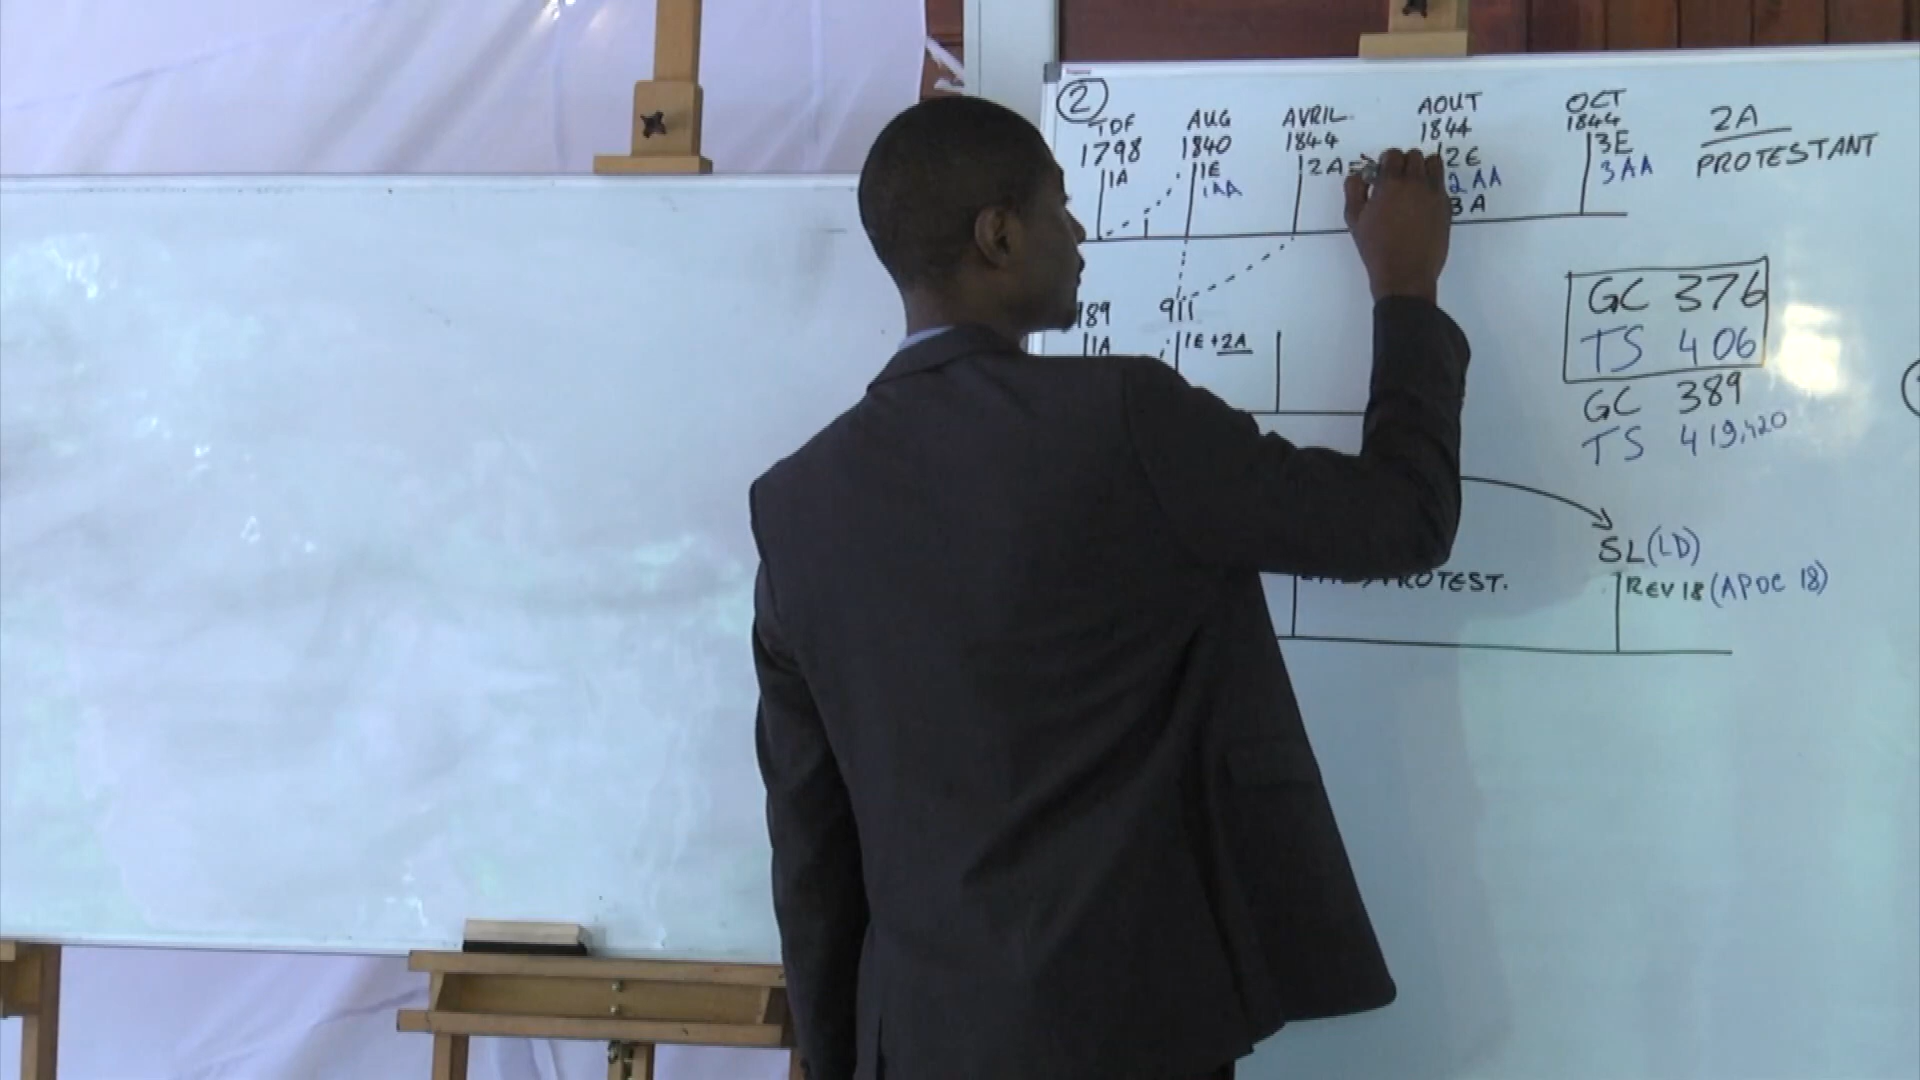 2
TDF
1798
1A
AUG
1840
1E
1AA
AVRIL
1844
2A
AOUT
1844
2E
2AA
3A
OCT
1844
3E
3AA
2A
PROTESTANT
189
1A
911
1E + 2A
GC 376
TS 406
GC 389
TS 419,420
PROTEST.
SL (LD)
REV 18 (APOC 18)